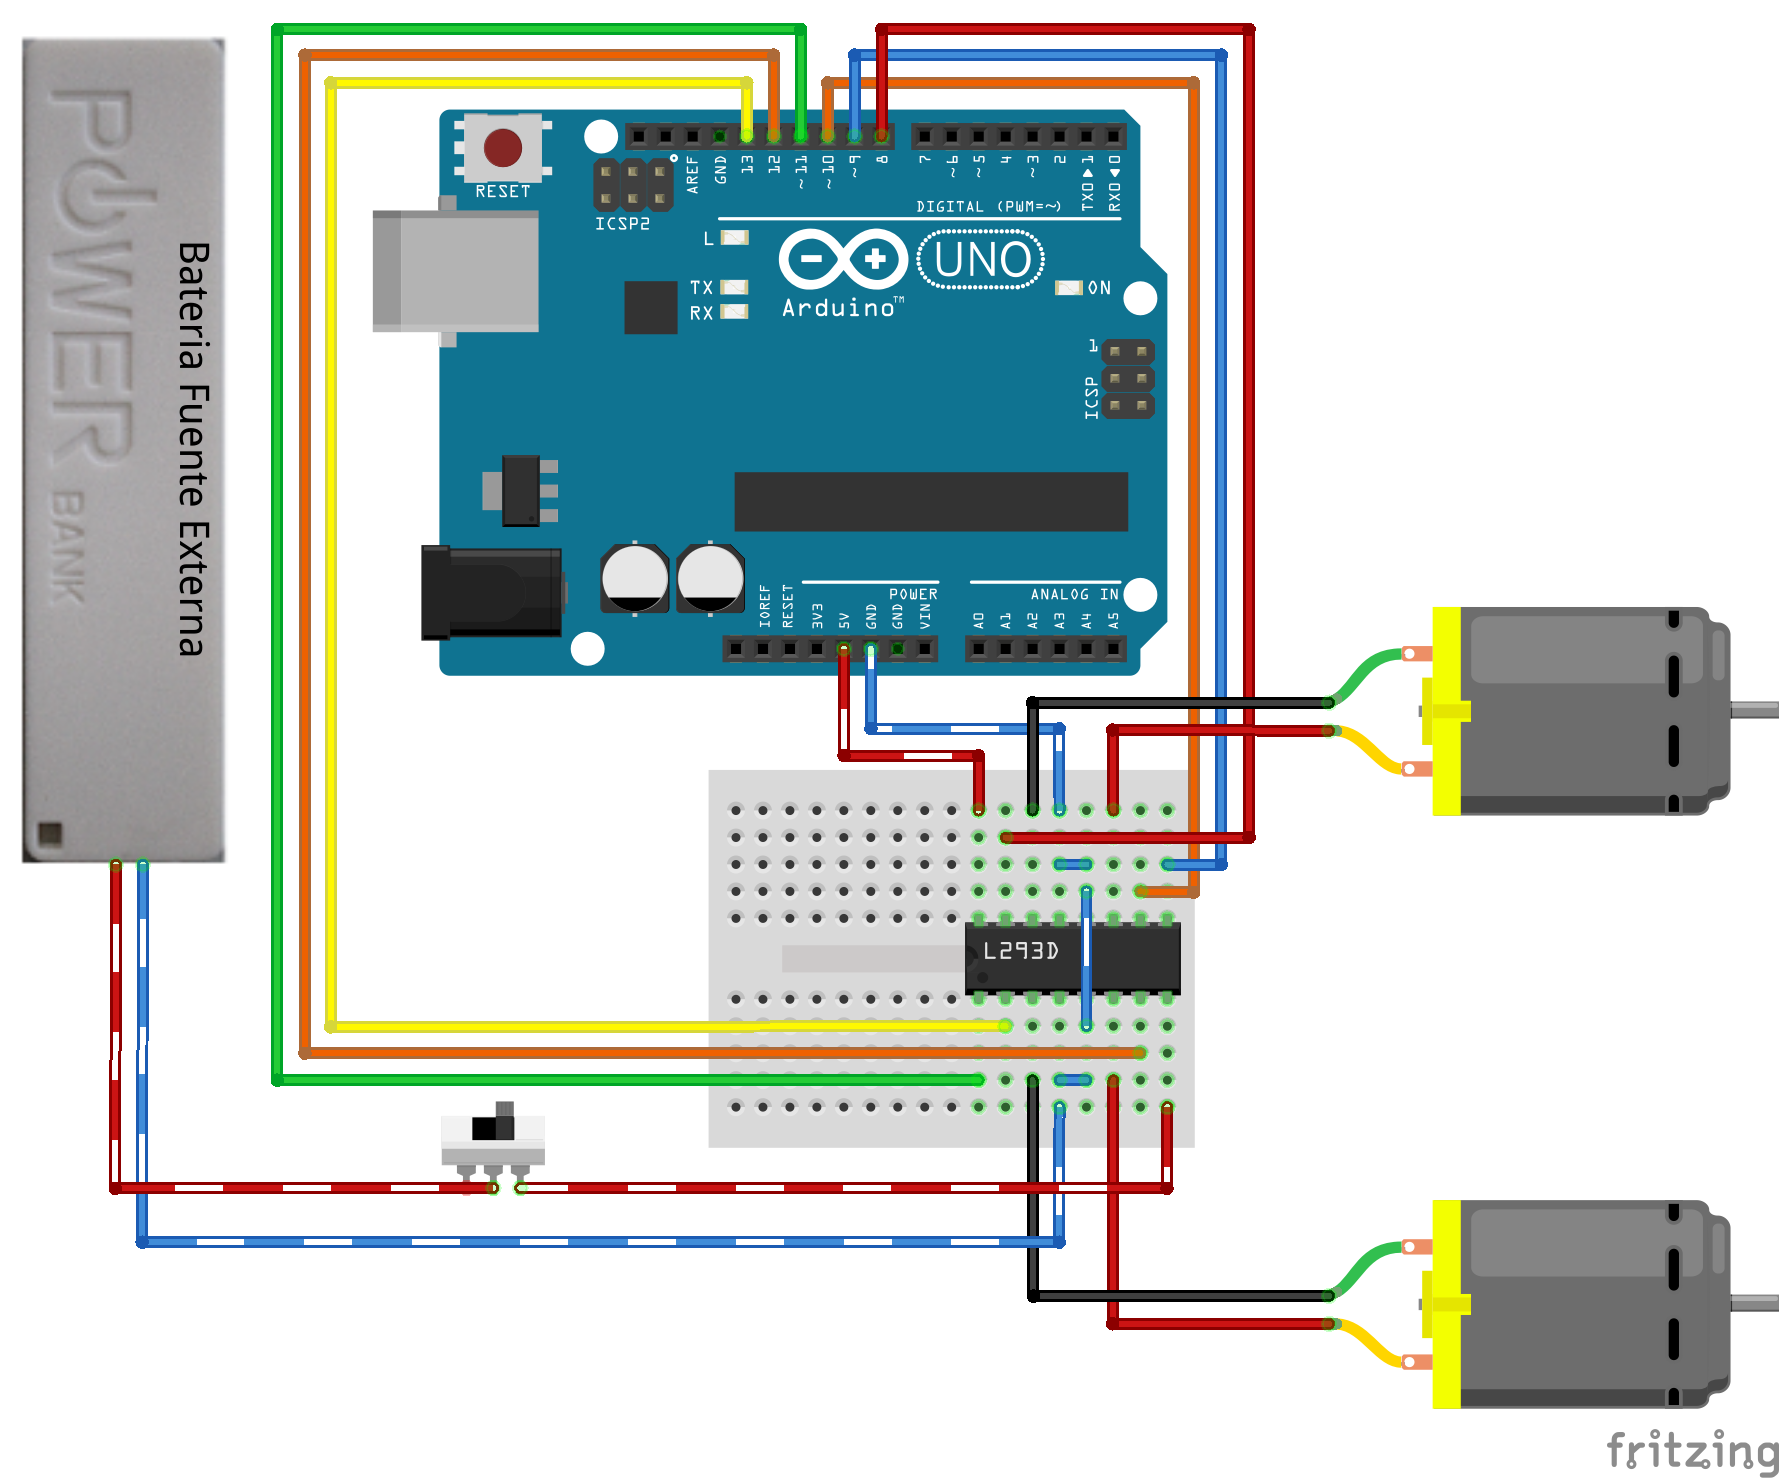 POWER BANK
Bateria Fuente Externa
RESET
ICSP2
AREF
GND
13
12
~11
~10
~9
8
7
~6
~5
4
~3
2
TX0▶1
RX0◀0
DIGITAL (PWM=~)
L
TX
RX
Arduino™
UNO
ON
1
ICSP
IOREF
RESET
3V3
5V
GND
GND
VIN
POWER
ANALOG IN
A0
A1
A2
A3
A4
A5
L293D
fritzing